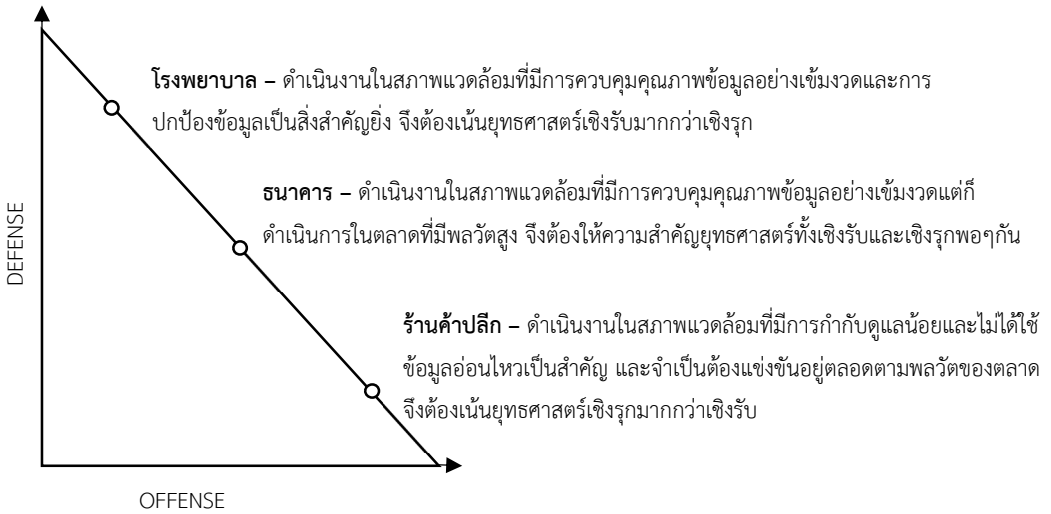 โรงพยาบาล – ดำเนินงานในสภาพแวดล้อมที่มีการควบคุมคุณภาพข้อมูลอย่างเข้มงวดและการ
ปกป้องข้อมูลเป็นสิ่งสำคัญยิ่ง จึงต้องเน้นยุทธศาสตร์เชิงรับมากกว่าเชิงรุก
ธนาคาร – ดำเนินงานในสภาพแวดล้อมที่มีการควบคุมคุณภาพข้อมูลอย่างเข้มงวดแต่ก็
ดำเนินการในตลาดที่มีพลวัตสูง จึงต้องให้ความสำคัญยุทธศาสตร์ทั้งเชิงรับและเชิงรุกพอๆกัน
DEFENSE
ร้านค้าปลีก – ดำเนินงานในสภาพแวดล้อมที่มีการกำกับดูแลน้อยและไม่ได้ใช้
ข้อมูลอ่อนไหวเป็นสำคัญ และจำเป็นต้องแข่งขันอยู่ตลอดตามพลวัตของตลาด
จึงต้องเน้นยุทธศาสตร์เชิงรุกมากกว่าเชิงรับ
OFFENSE